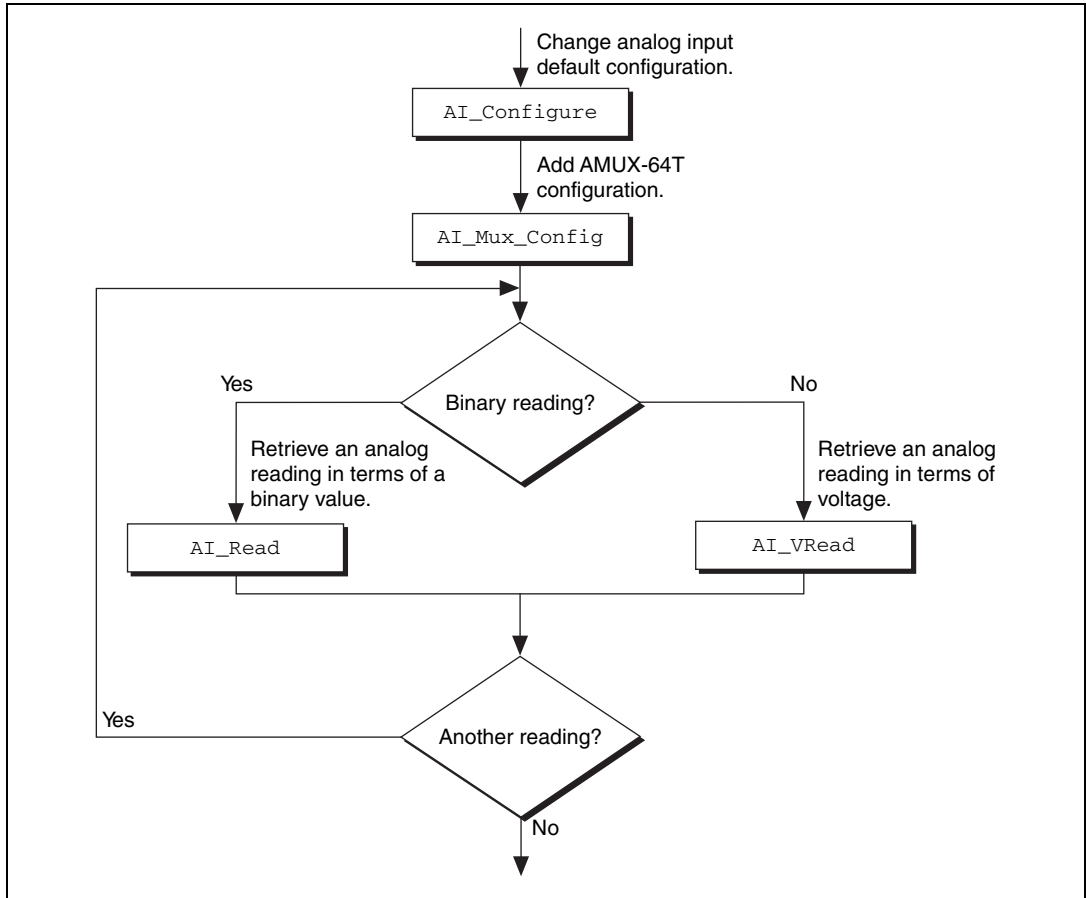 Change analog input
default configuration.
AI_Configure
Add AMUX-64T
configuration.
AI_Mux_Config
Yes
No
Binary reading?
Retrieve an analog
reading in terms of a
binary value.
Retrieve an analog
reading in terms of
voltage.
AI_Read
AI_VRead
Yes
Another reading?
No